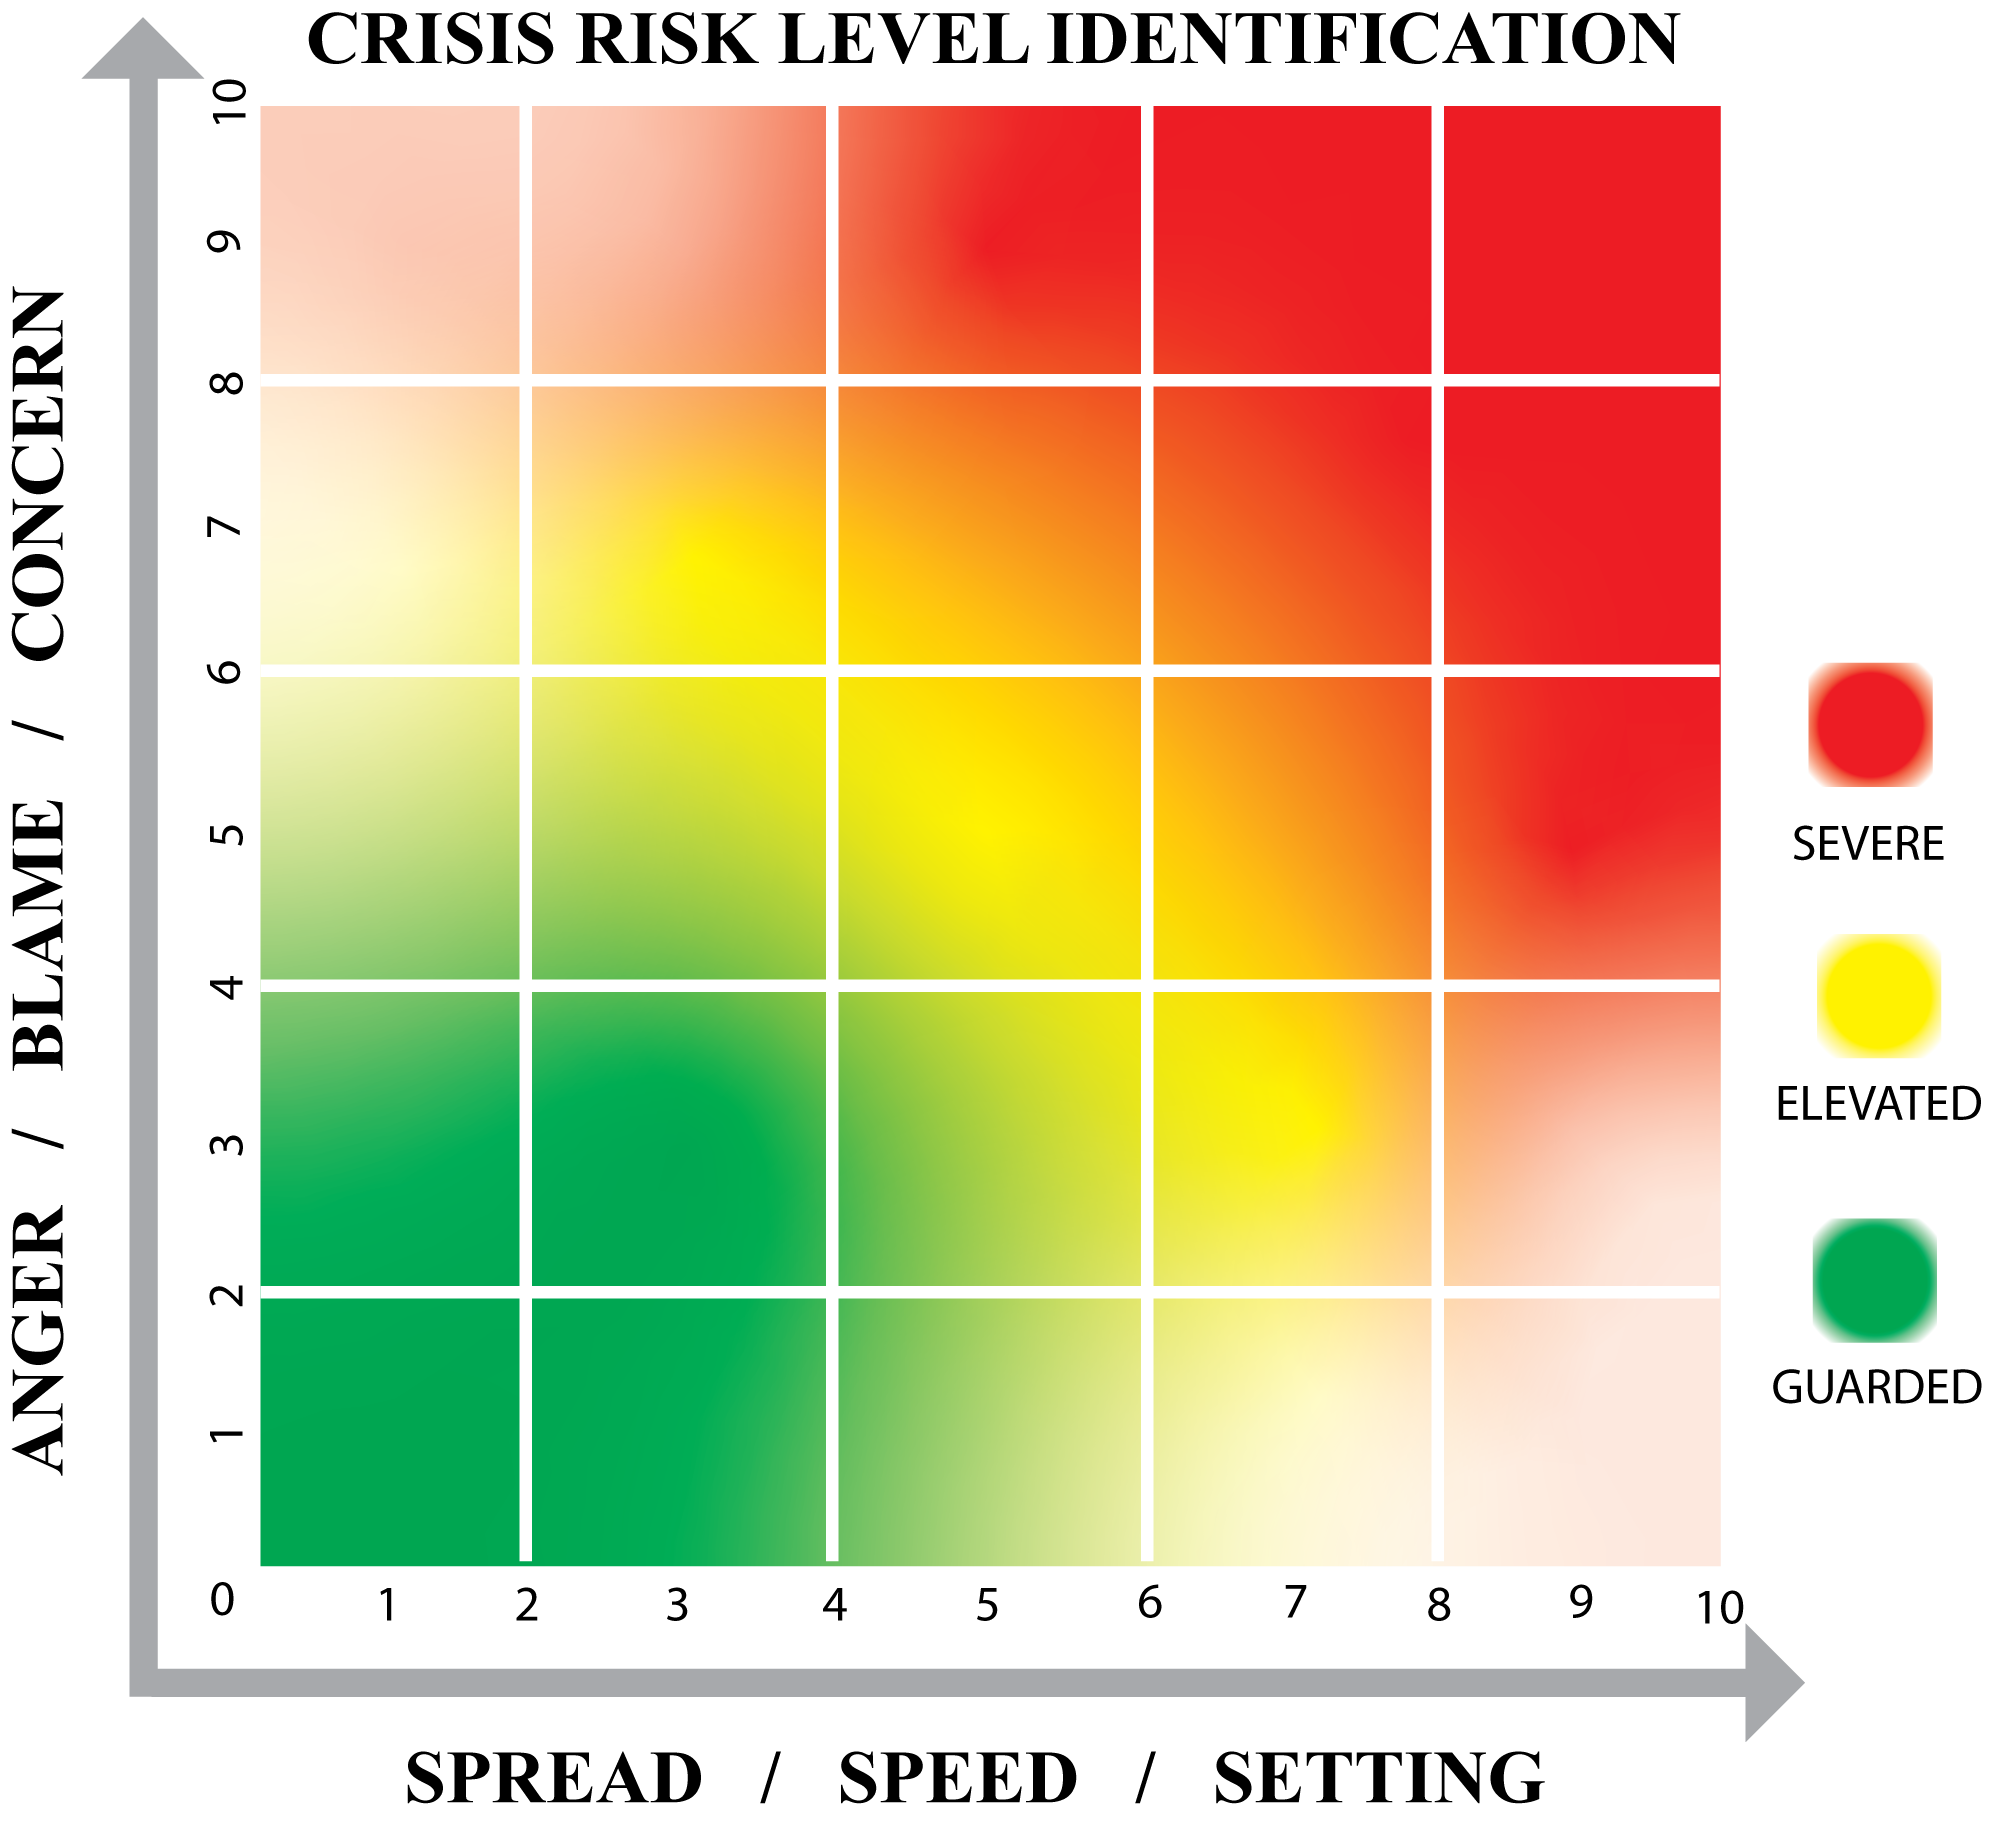 CRISIS RISK LEVEL IDENTIFICATION
ANGER / BLAME / CONCERN
10
9
8
7
6
5
4
3
2
1
0 1 2 3 4 5 6 7 8 9 10
SPREAD / SPEED / SETTING
SEVERE
ELEVATED
GUARDED